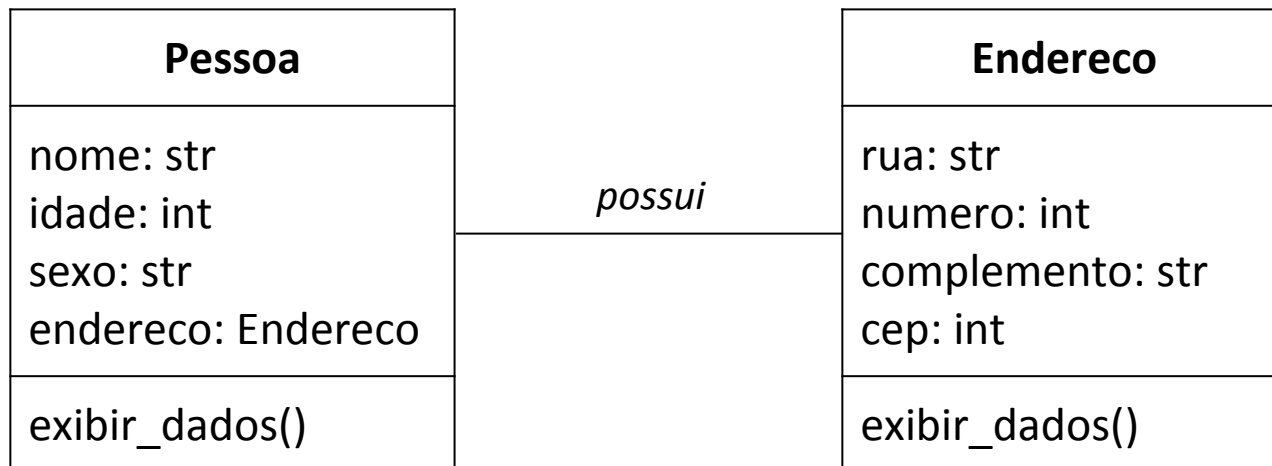 Pessoa
nome: str
idade: int
sexo: str
endereco: Endereco
exibir_dados()
possui
Endereco
rua: str
numero: int
complemento: str
cep: int
exibir_dados()